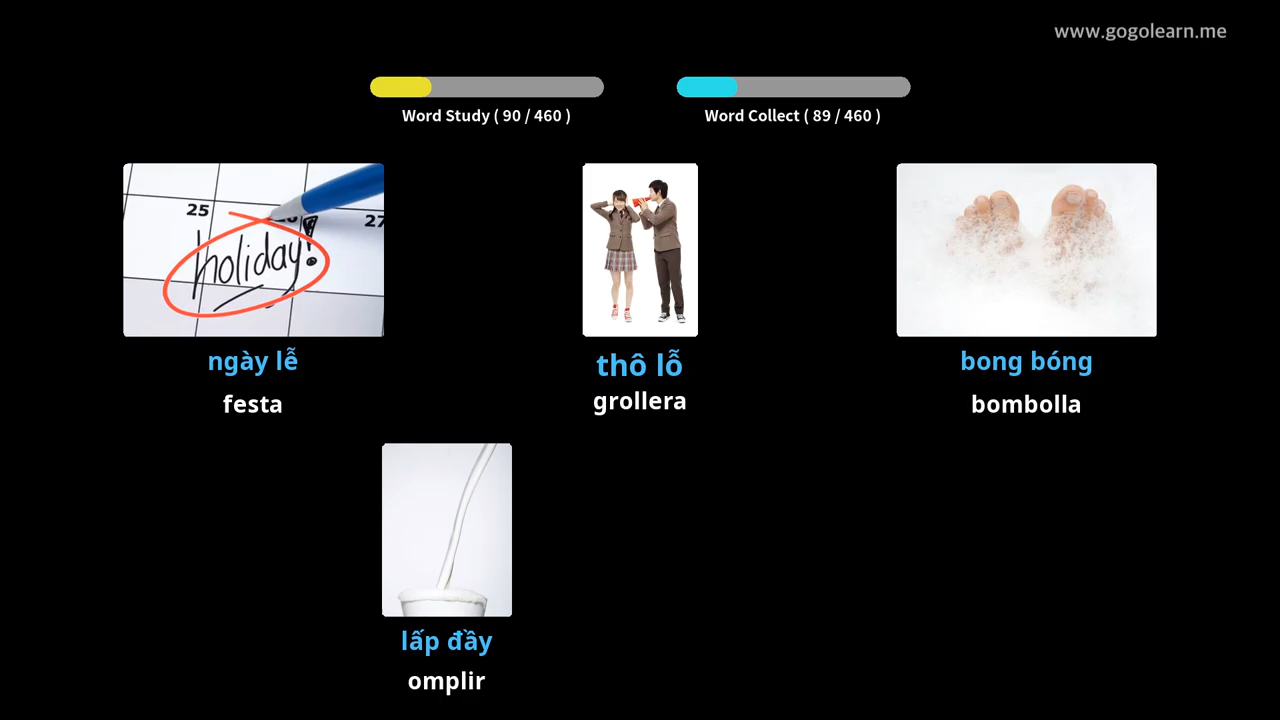 www.gogolearn.me
Word Study ( 90 / 460 )
Word Collect ( 89 / 460 )
25
27
holiday!
ngày lễ
festa
thô lỗ
grollera
bong bóng
bombolla
lấp đầy
omplir